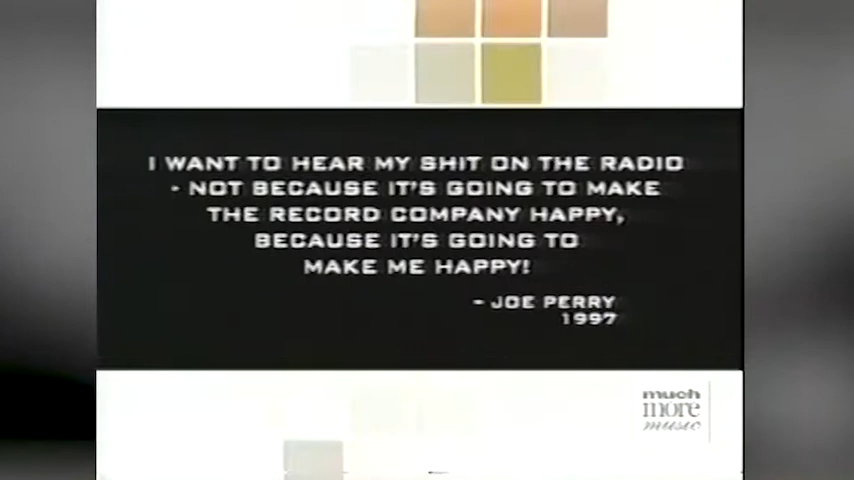 I WANT TO HEAR MY SHIT ON THE RADIO
- NOT BECAUSE IT'S GOING TO MAKE
THE RECORD COMPANY HAPPY,
BECAUSE IT'S GOING TO
MAKE ME HAPPY!
- JOE PERRY
1997
much
more
music